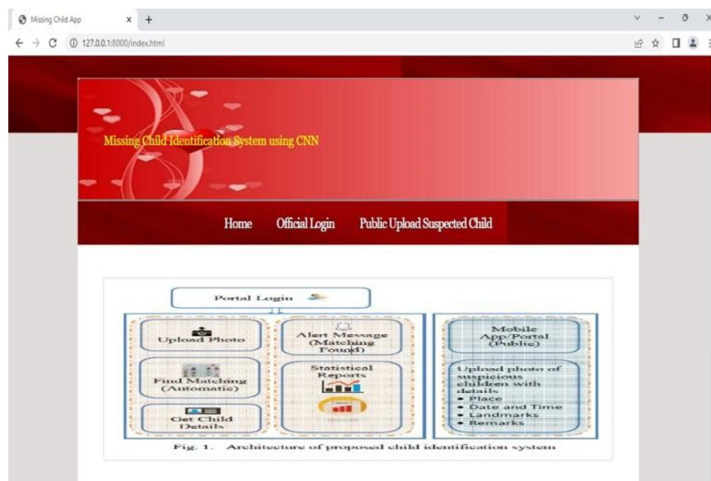 Missing Child App
127.0.0.1:8000/index.html
Missing Child Identification System using CNN
Home Official Login Public Upload Suspected Child
Portal Login
Upload Photo
Find Matching
(Automatic)
Get Child
Details
Alert Message
(Matching
Found)
Statistical
Reports
Mobile
App/Portal
(Public)
Upload photo of
suspicious
children with
details
• Place
• Date and Time
• Landmarks
• Remarks
Fig. 1. Architecture of proposed child identification system